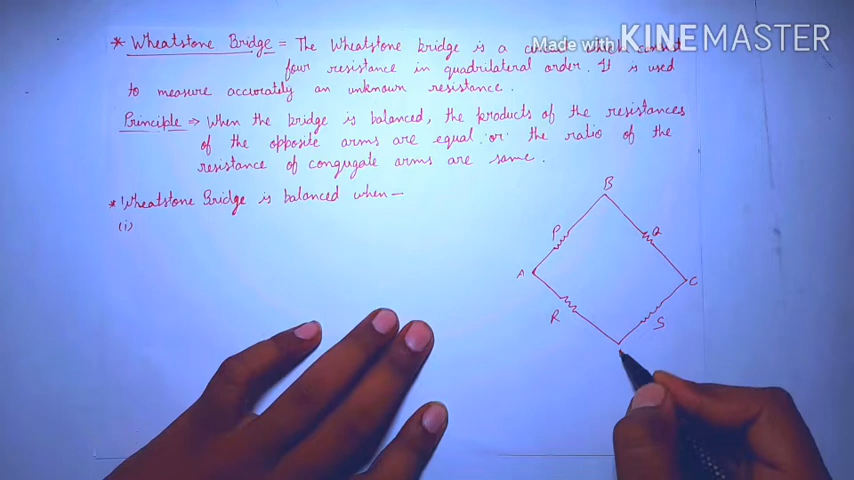 Made with KINEMASTER
* Wheatstone Bridge = The Wheatstone bridge is a
four resistance in quadrilateral order. It is used
to measure accurately an unknown resistance.
Principle ⇒ When the bridge is balanced, the products of the resistances
of the opposite arms are equal or the ratio of the
resistance of congugate arms are same.
* Wheatstone Bridge is balanced when —
(i)
B
P
Q
A
C
R
S